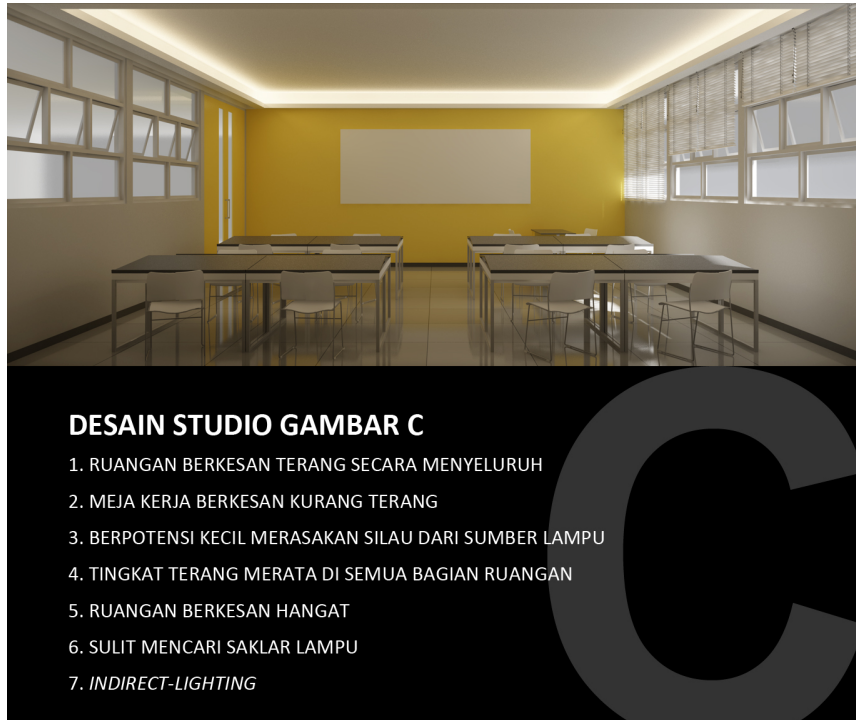 DESAIN STUDIO GAMBAR C
1. RUANGAN BERKESAN TERANG SECARA MENYELURUH
2. MEJA KERJA BERKESAN KURANG TERANG
3. BERPOTENSI KECIL MERASAKAN SILAU DARI SUMBER LAMPU
4. TINGKAT TERANG MERATA DI SEMUA BAGIAN RUANGAN
5. RUANGAN BERKESAN HANGAT
6. SULIT MENCARI SAKLAR LAMPU
7. INDIRECT-LIGHTING
C